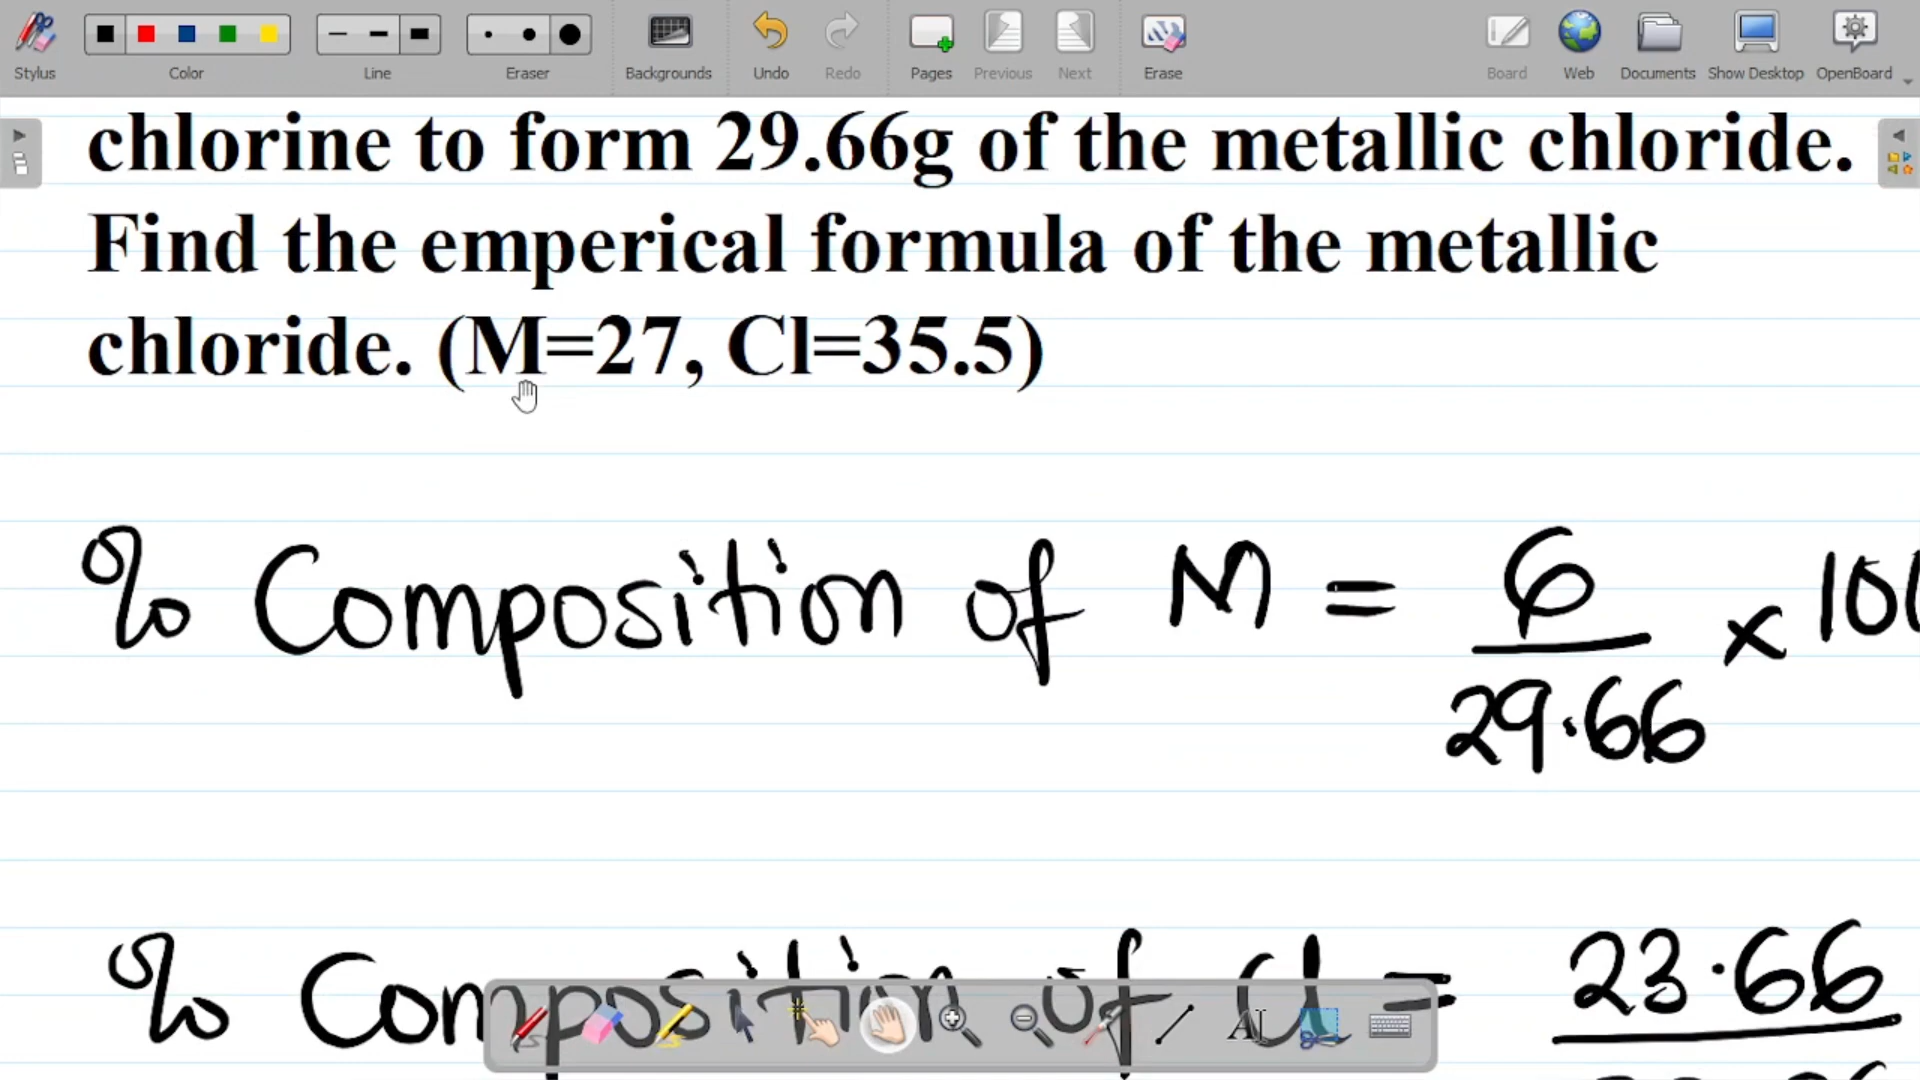 Stylus
Color
Line
Eraser
Backgrounds
Undo
Redo
Pages
Previous
Next
Erase
Board
Web
Documents
Show Desktop
OpenBoard
chlorine to form 29.66g of the metallic chloride.
Find the emperical formula of the metallic
chloride. (M=27, Cl=35.5)
% Composition of M = 6/29.66 × 100
% Composition of Cl = 23.66